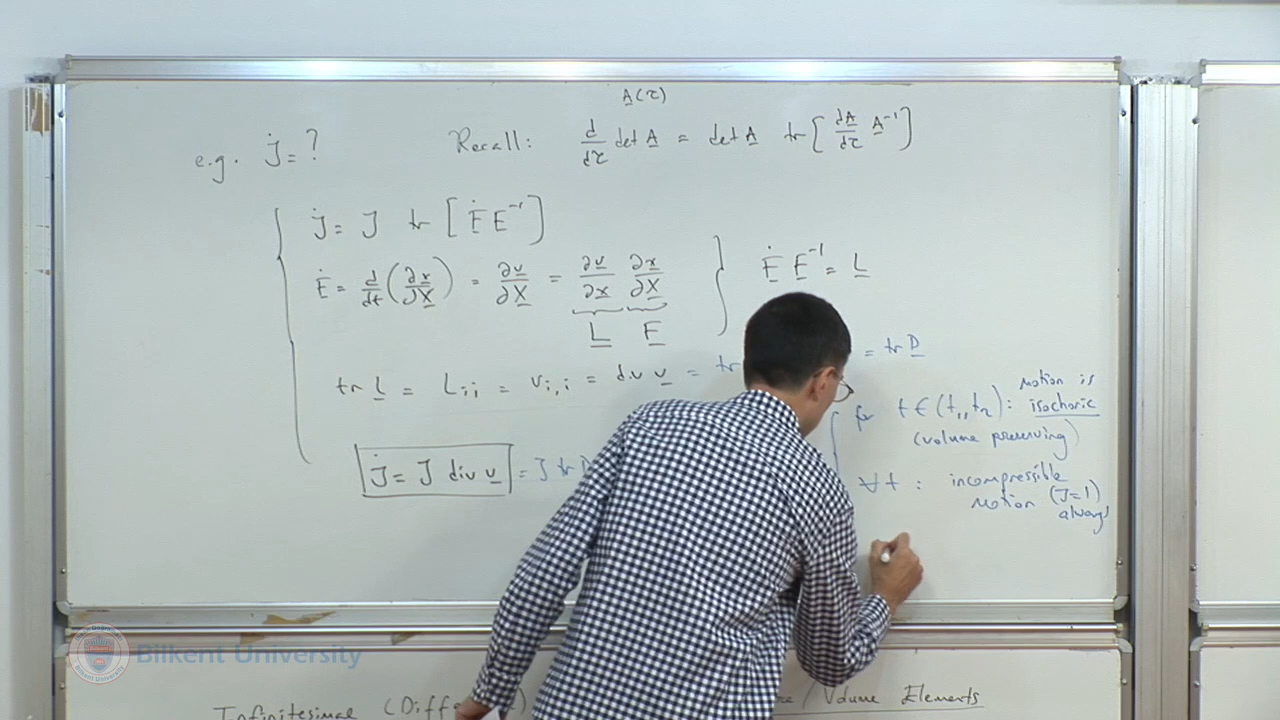 A(τ)
e.g. J̇ = ? Recall: d/dτ det A = det A tr [ dA/dτ A⁻¹ ]
J̇ = J tr [ Ḟ F⁻¹ ]
Ḟ = d/dt ( ∂x/∂X ) = ∂v/∂X = ∂v/∂x ∂x/∂X Ḟ F⁻¹ = L
L F
tr L = Lᵢᵢ = vᵢ,ᵢ = div v = tr = tr D
for t ∈ (t₁, t₂) : motion is isochoric
(volume preserving)
J̇ = J div v = J tr D
∀ t : incompressible
motion (J=1)
always
Bilkent University
Infinitesimal (Diffe /Volume Elements